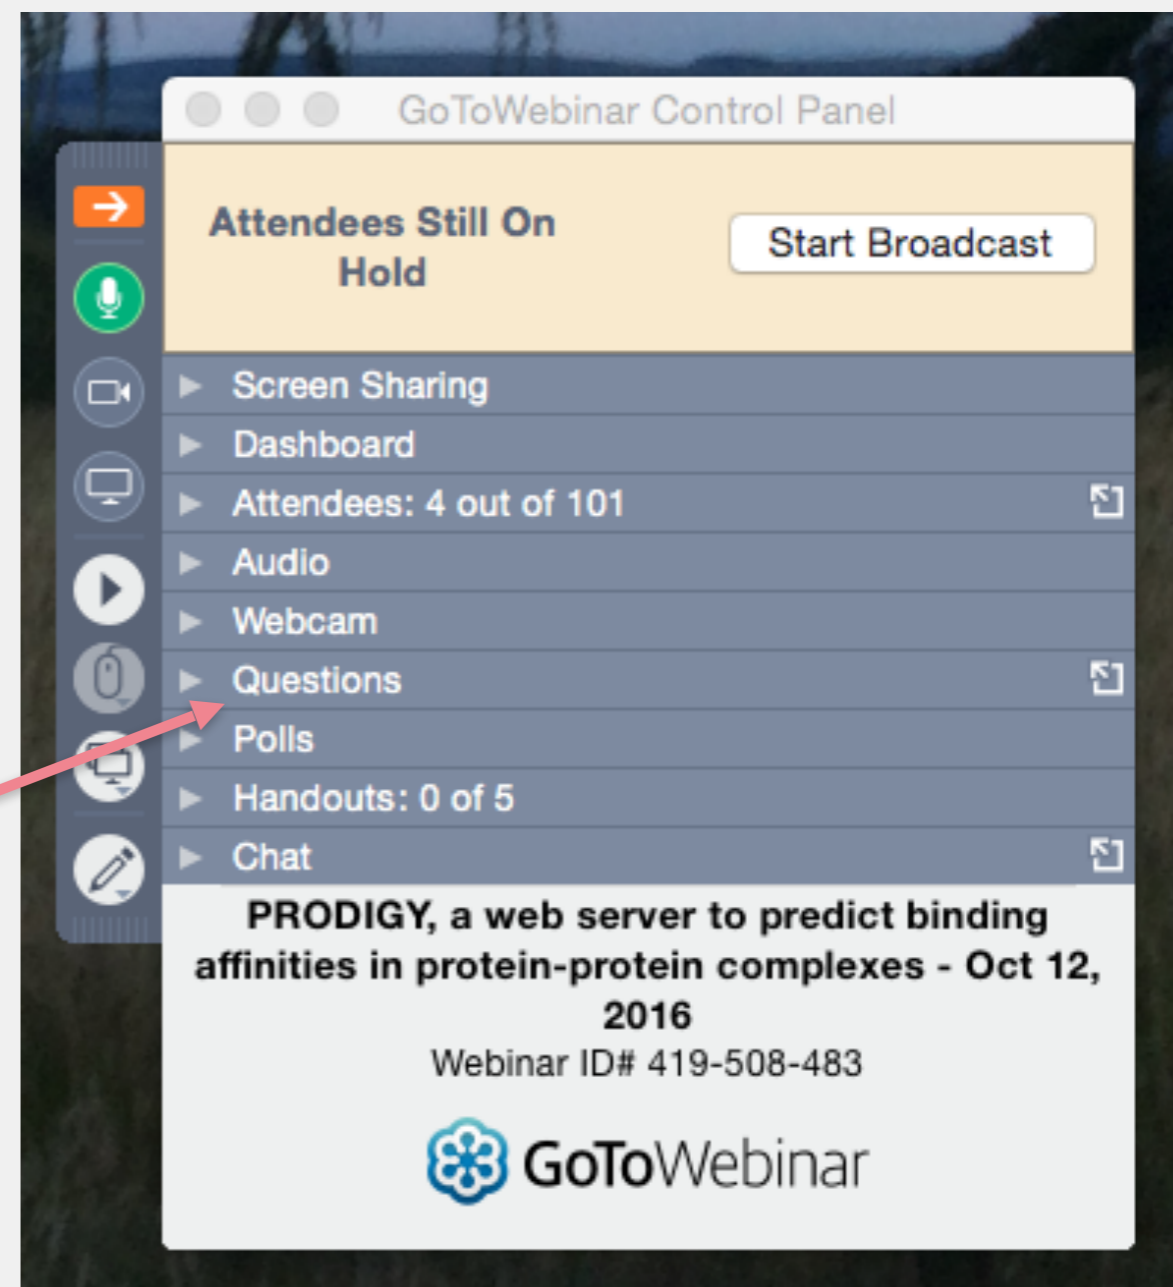 GoToWebinar Control Panel
Attendees Still On
Hold
Start Broadcast
Screen Sharing
Dashboard
Attendees: 4 out of 101
Audio
Webcam
Questions
Polls
Handouts: 0 of 5
Chat
PRODIGY, a web server to predict binding
affinities in protein-protein complexes - Oct 12,
2016
Webinar ID# 419-508-483
GoToWebinar